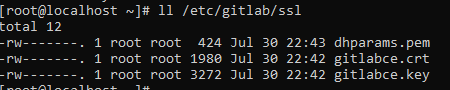 [root@localhost ~]# ll /etc/gitlab/ssl
total 12
-rw-------. 1 root root  424 Jul 30 22:43 dhparams.pem
-rw-------. 1 root root 1980 Jul 30 22:42 gitlabce.crt
-rw-------. 1 root root 3272 Jul 30 22:42 gitlabce.key
[root@localhost ~]#